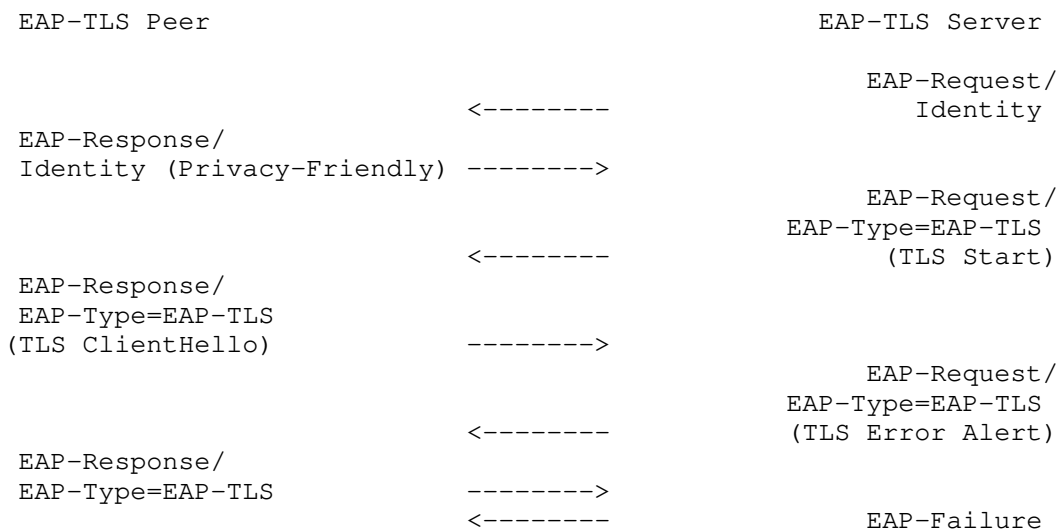 EAP-TLS Peer                                      EAP-TLS Server
EAP-Request/
<--------                Identity
EAP-Response/
Identity (Privacy-Friendly) -------->
EAP-Request/
EAP-Type=EAP-TLS
<--------              (TLS Start)
EAP-Response/
EAP-Type=EAP-TLS
(TLS ClientHello)            -------->
EAP-Request/
EAP-Type=EAP-TLS
<--------         (TLS Error Alert)
EAP-Response/
EAP-Type=EAP-TLS            -------->
<--------             EAP-Failure